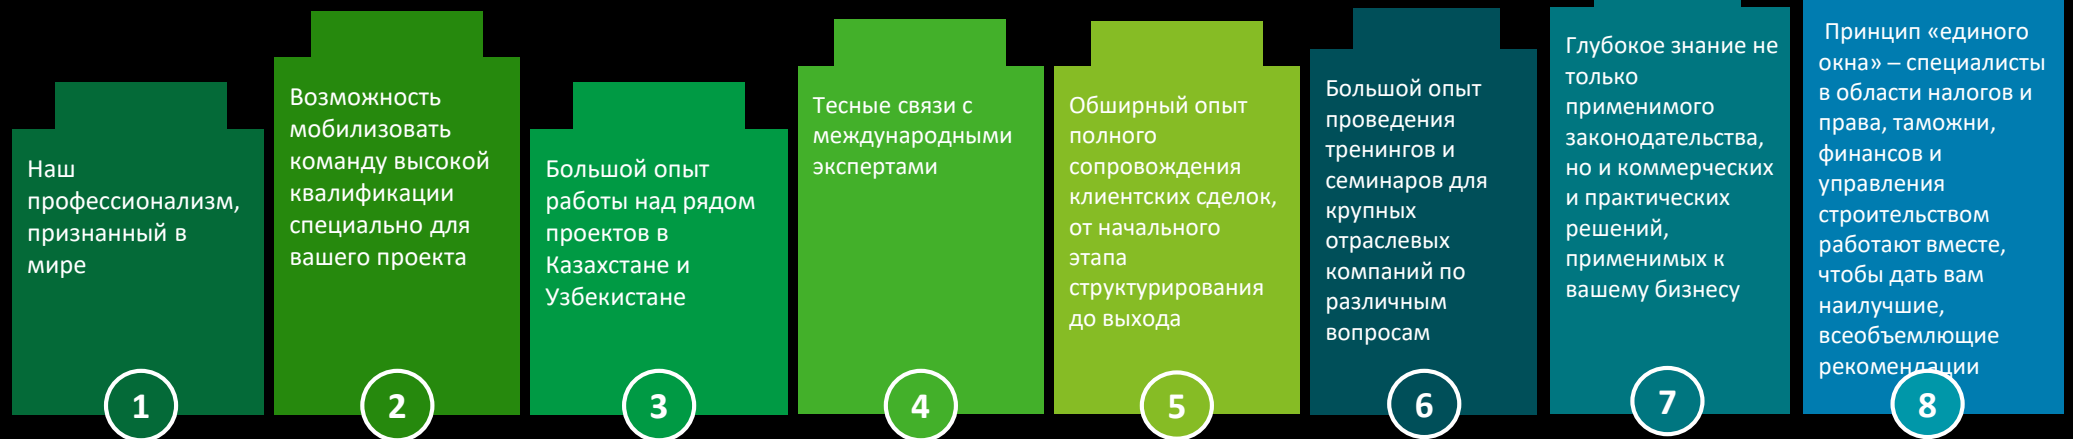 Наш
профессионализм,
признанный в
мире
1
Возможность
мобилизовать
команду высокой
квалификации
специально для
вашего проекта
2
Большой опыт
работы над рядом
проектов в
Казахстане и
Узбекистане
3
Тесные связи с
международными
экспертами
4
Обширный опыт
полного
сопровождения
клиентских сделок,
от начального
этапа
структурирования
до выхода
5
Большой опыт
проведения
тренингов и
семинаров для
крупных
отраслевых
компаний по
различным
вопросам
6
Глубокое знание не
только
применимого
законодательства,
но и коммерческих
и практических
решений,
применимых к
вашему бизнесу
7
Принцип «единого
окна» – специалисты
в области налогов и
права, таможни,
финансов и
управления
строительством
работают вместе,
чтобы дать вам
наилучшие,
всеобъемлющие
рекомендации
8